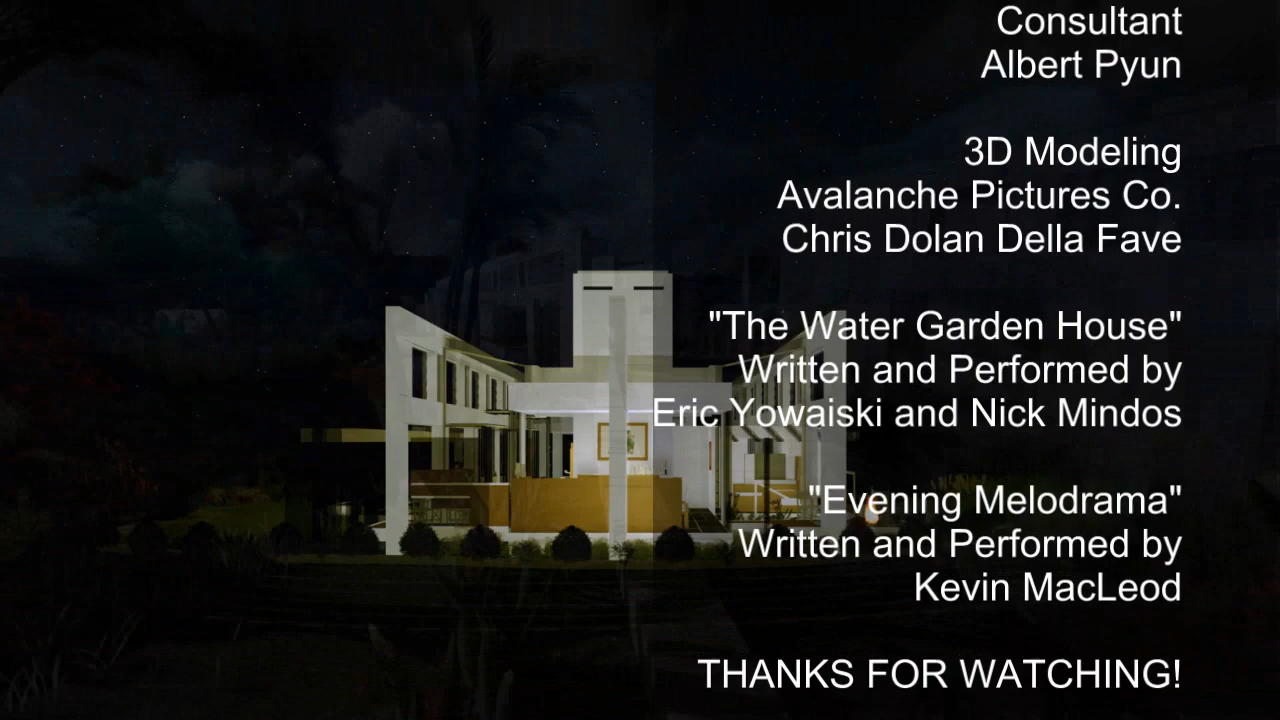 Consultant
Albert Pyun
3D Modeling
Avalanche Pictures Co.
Chris Dolan Della Fave
"The Water Garden House"
Written and Performed by
Eric Yowaiski and Nick Mindos
"Evening Melodrama"
Written and Performed by
Kevin MacLeod
THANKS FOR WATCHING!